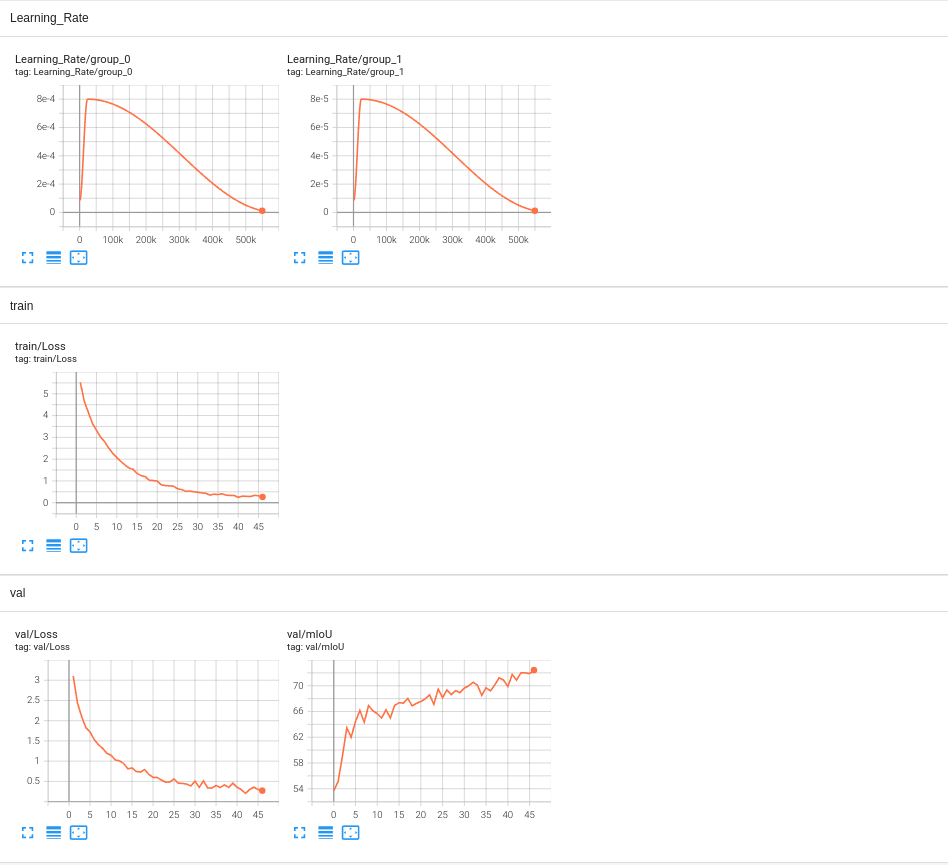 Learning_Rate
Learning_Rate/group_0
tag: Learning_Rate/group_0
8e-4
6e-4
4e-4
2e-4
0
0 100k 200k 300k 400k 500k
Learning_Rate/group_1
tag: Learning_Rate/group_1
8e-5
6e-5
4e-5
2e-5
0
0 100k 200k 300k 400k 500k
train
train/Loss
tag: train/Loss
5
4
3
2
1
0
0 5 10 15 20 25 30 35 40 45
val
val/Loss
tag: val/Loss
3
2.5
2
1.5
1
0.5
0 5 10 15 20 25 30 35 40 45
val/mIoU
tag: val/mIoU
70
66
62
58
54
0 5 10 15 20 25 30 35 40 45